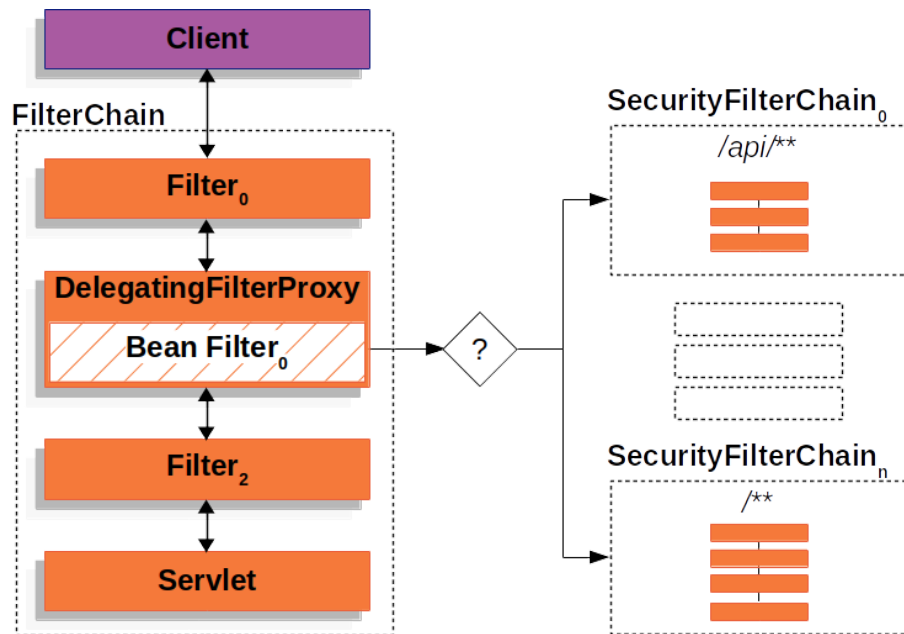 Client
FilterChain
Filter0
DelegatingFilterProxy
Bean Filter0
Filter2
Servlet
?
SecurityFilterChain0
/api/**
SecurityFilterChainn
/**